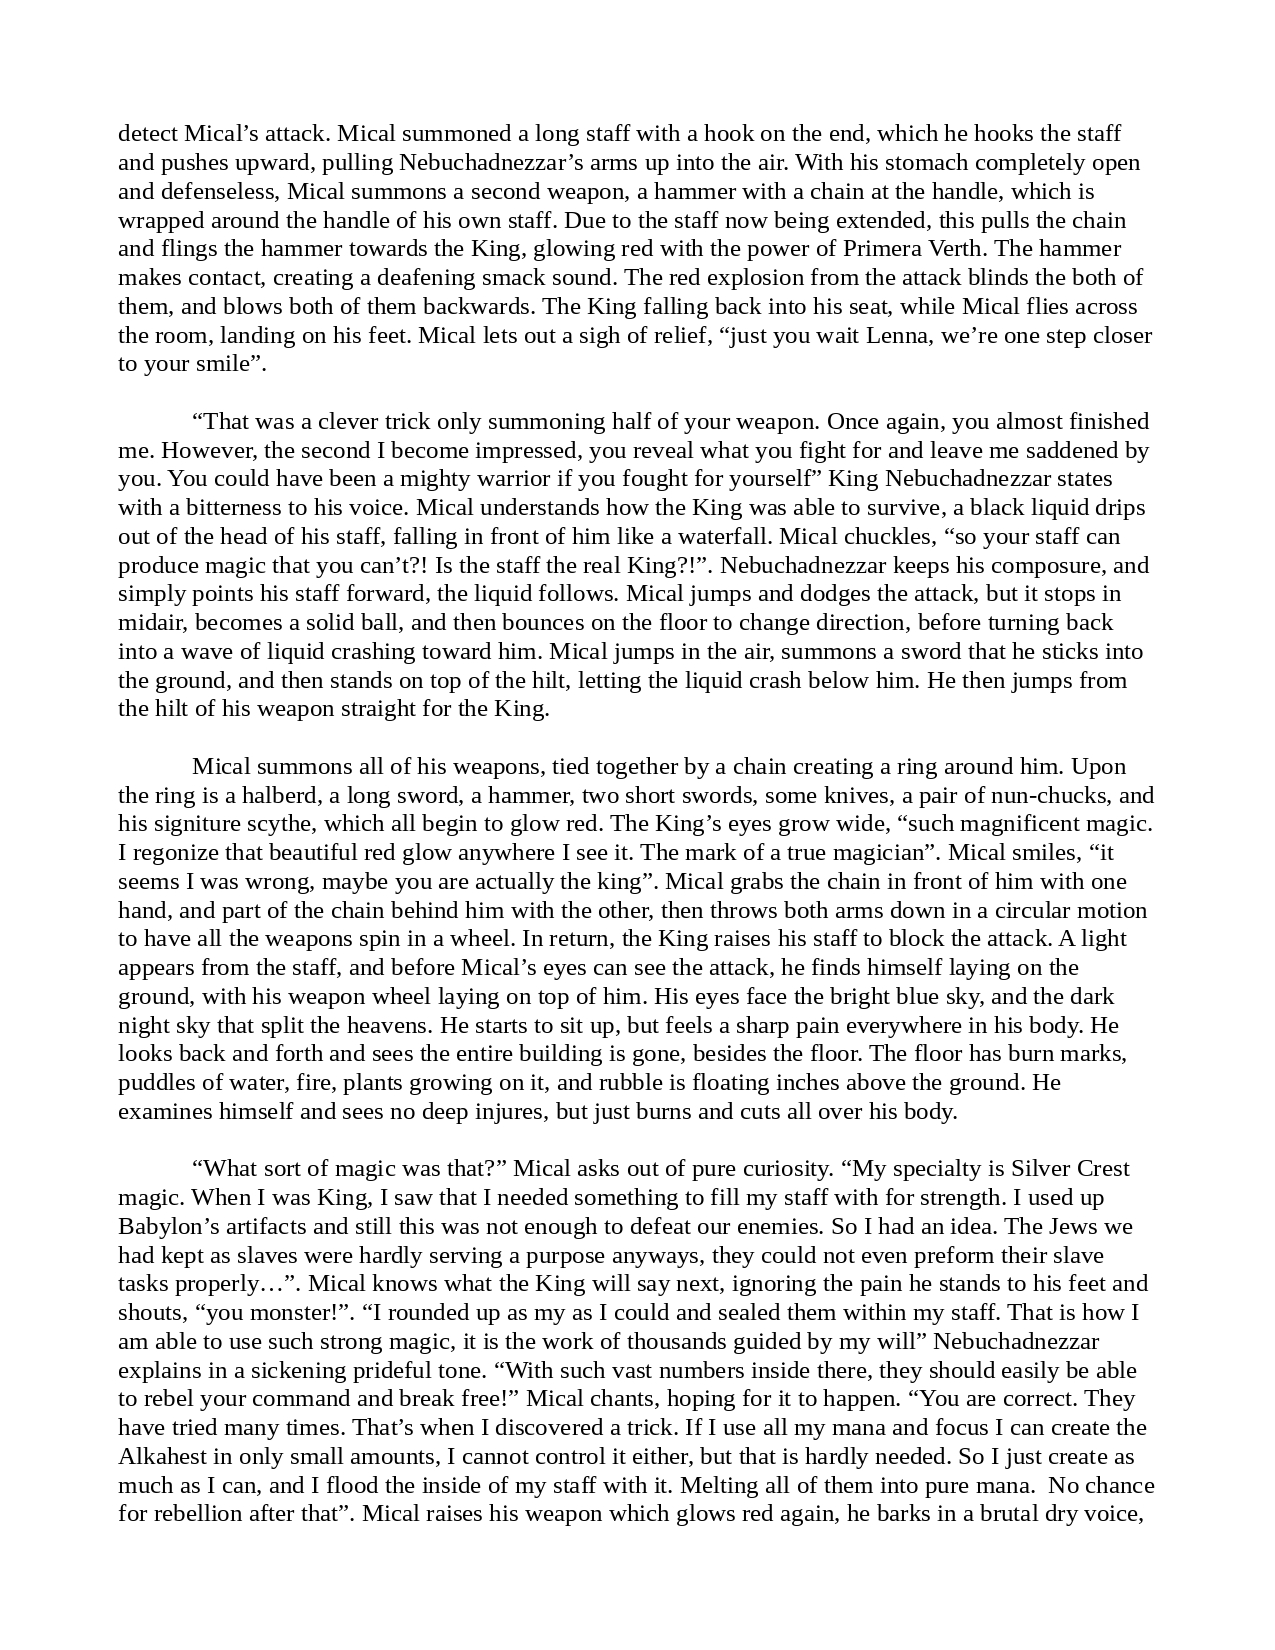 detect Mical’s attack. Mical summoned a long staff with a hook on the end, which he hooks the staff
and pushes upward, pulling Nebuchadnezzar’s arms up into the air. With his stomach completely open
and defenseless, Mical summons a second weapon, a hammer with a chain at the handle, which is
wrapped around the handle of his own staff. Due to the staff now being extended, this pulls the chain
and flings the hammer towards the King, glowing red with the power of Primera Verth. The hammer
makes contact, creating a deafening smack sound. The red explosion from the attack blinds the both of
them, and blows both of them backwards. The King falling back into his seat, while Mical flies across
the room, landing on his feet. Mical lets out a sigh of relief, “just you wait Lenna, we’re one step closer
to your smile”.
“That was a clever trick only summoning half of your weapon. Once again, you almost finished
me. However, the second I become impressed, you reveal what you fight for and leave me saddened by
you. You could have been a mighty warrior if you fought for yourself” King Nebuchadnezzar states
with a bitterness to his voice. Mical understands how the King was able to survive, a black liquid drips
out of the head of his staff, falling in front of him like a waterfall. Mical chuckles, “so your staff can
produce magic that you can’t?! Is the staff the real King?!”. Nebuchadnezzar keeps his composure, and
simply points his staff forward, the liquid follows. Mical jumps and dodges the attack, but it stops in
midair, becomes a solid ball, and then bounces on the floor to change direction, before turning back
into a wave of liquid crashing toward him. Mical jumps in the air, summons a sword that he sticks into
the ground, and then stands on top of the hilt, letting the liquid crash below him. He then jumps from
the hilt of his weapon straight for the King.
Mical summons all of his weapons, tied together by a chain creating a ring around him. Upon
the ring is a halberd, a long sword, a hammer, two short swords, some knives, a pair of nun-chucks, and
his signiture scythe, which all begin to glow red. The King’s eyes grow wide, “such magnificent magic.
I regonize that beautiful red glow anywhere I see it. The mark of a true magician”. Mical smiles, “it
seems I was wrong, maybe you are actually the king”. Mical grabs the chain in front of him with one
hand, and part of the chain behind him with the other, then throws both arms down in a circular motion
to have all the weapons spin in a wheel. In return, the King raises his staff to block the attack. A light
appears from the staff, and before Mical’s eyes can see the attack, he finds himself laying on the
ground, with his weapon wheel laying on top of him. His eyes face the bright blue sky, and the dark
night sky that split the heavens. He starts to sit up, but feels a sharp pain everywhere in his body. He
looks back and forth and sees the entire building is gone, besides the floor. The floor has burn marks,
puddles of water, fire, plants growing on it, and rubble is floating inches above the ground. He
examines himself and sees no deep injures, but just burns and cuts all over his body.
“What sort of magic was that?” Mical asks out of pure curiosity. “My specialty is Silver Crest
magic. When I was King, I saw that I needed something to fill my staff with for strength. I used up
Babylon’s artifacts and still this was not enough to defeat our enemies. So I had an idea. The Jews we
had kept as slaves were hardly serving a purpose anyways, they could not even preform their slave
tasks properly…”. Mical knows what the King will say next, ignoring the pain he stands to his feet and
shouts, “you monster!”. “I rounded up as my as I could and sealed them within my staff. That is how I
am able to use such strong magic, it is the work of thousands guided by my will” Nebuchadnezzar
explains in a sickening prideful tone. “With such vast numbers inside there, they should easily be able
to rebel your command and break free!” Mical chants, hoping for it to happen. “You are correct. They
have tried many times. That’s when I discovered a trick. If I use all my mana and focus I can create the
Alkahest in only small amounts, I cannot control it either, but that is hardly needed. So I just create as
much as I can, and I flood the inside of my staff with it. Melting all of them into pure mana.  No chance
for rebellion after that”. Mical raises his weapon which glows red again, he barks in a brutal dry voice,